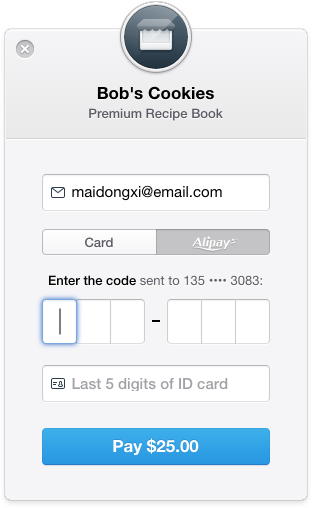 Bob's Cookies
Premium Recipe Book
maidongxi@email.com
Card Alipay
Enter the code sent to 135 •••• 3083:
–
Last 5 digits of ID card
Pay $25.00